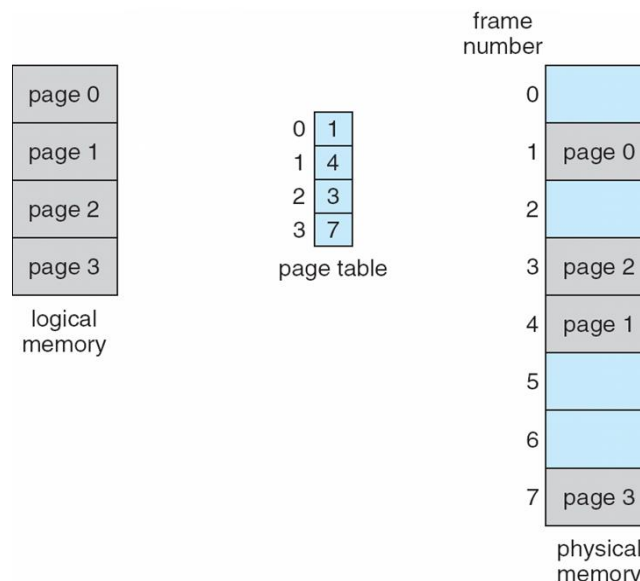 page 0
page 1
page 2
page 3
logical
memory
0 1
1 4
2 3
3 7
page table
frame
number
0
1 page 0
2
3 page 2
4 page 1
5
6
7 page 3
physical
memory